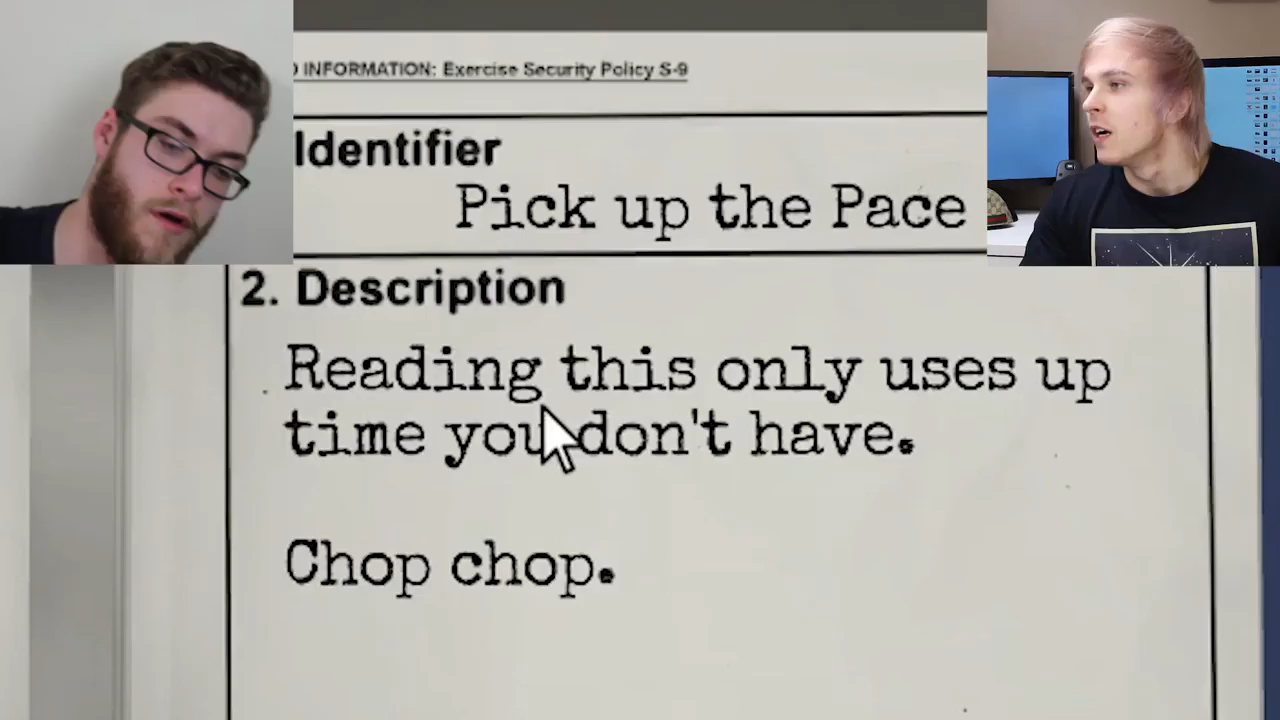 INFORMATION: Exercise Security Policy S-9
Identifier
Pick up the Pace
2. Description
Reading this only uses up
time you don't have.
Chop chop.